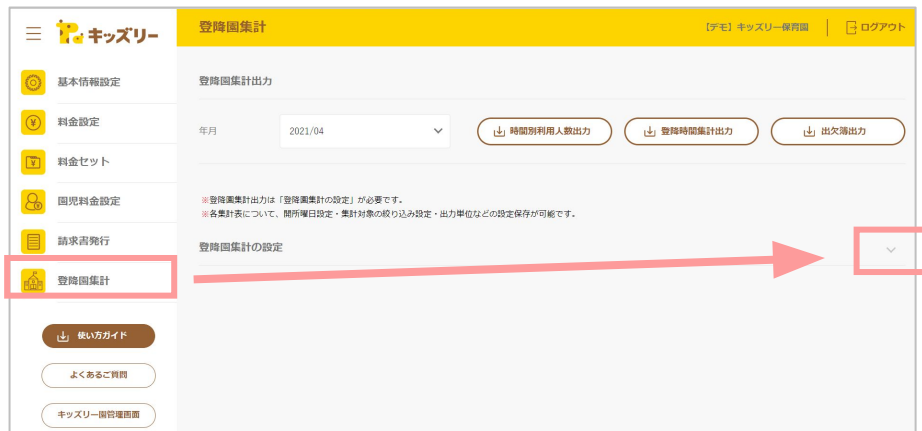 キッズリー
登降園集計
【デモ】キッズリー保育園
ログアウト
基本情報設定
料金設定
料金セット
園児料金設定
請求書発行
登降園集計
使い方ガイド
よくあるご質問
キッズリー園管理画面
登降園集計出力
年月
2021/04
時間別利用人数出力
登降時間集計出力
出欠簿出力
※登降園集計出力は「登降園集計の設定」が必要です。
※各集計表について、開所曜日設定・集計対象の絞り込み設定・出力単位などの設定保存が可能です。
登降園集計の設定